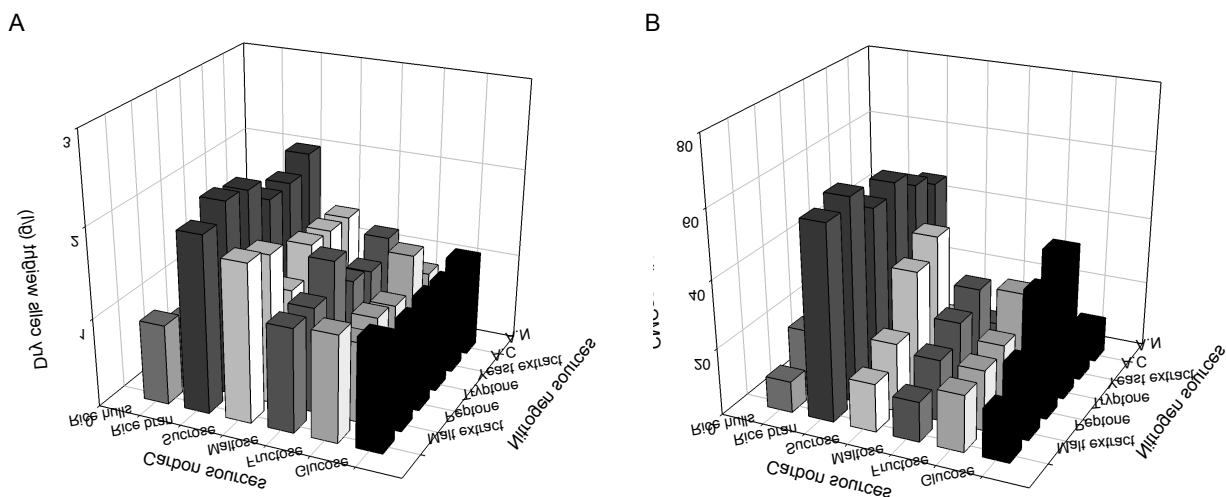 A
3
2
1
0
Dry cells weight (g/l)
Rice hulls
Rice bran
Sucrose
Maltose
Fructose
Glucose
Carbon sources
A.N
A.C
Yeast extract
Tryptone
Peptone
Malt extract
Nitrogen sources
B
80
60
40
20
0
Rice hulls
Rice bran
Sucrose
Maltose
Fructose
Glucose
Carbon sources
A.N
A.C
Yeast extract
Tryptone
Peptone
Malt extract
Nitrogen sources